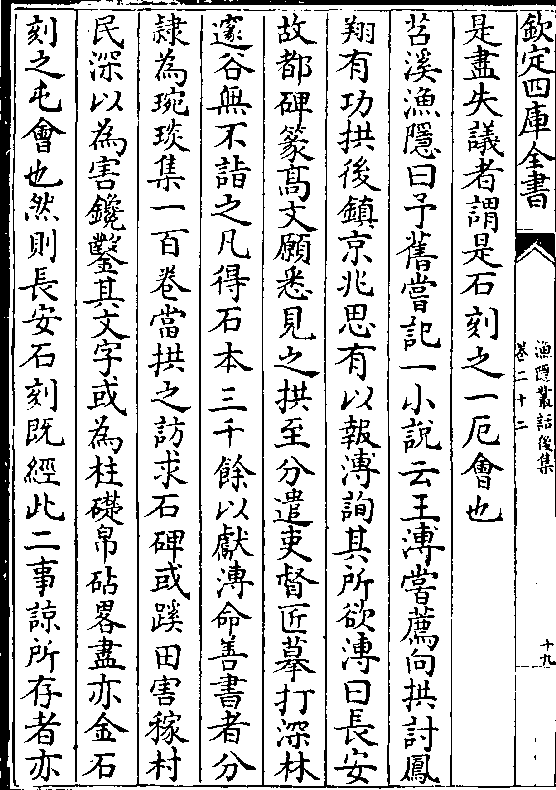 欽定四庫全書
漁隱叢話後集
卷二十二
十九
是盡失議者謂是石刻之一厄會也
苕溪漁隱曰予舊嘗記一小說云王溥嘗薦向拱討鳳
翔有功拱後鎮京兆思有以報溥詢其所欲溥曰長安
故都碑篆髙文願悉見之拱至分遣吏督匠摹打深林
邃谷無不詣之凡得石本三千餘以獻溥命善書者分
隷為琬琰集一百卷當拱之訪求石碑或蹊田害稼村
民深以為害鑱鑿其文字或為柱礎帛砧畧盡亦金石
刻之屯會也然則長安石刻既經此二事諒所存者亦